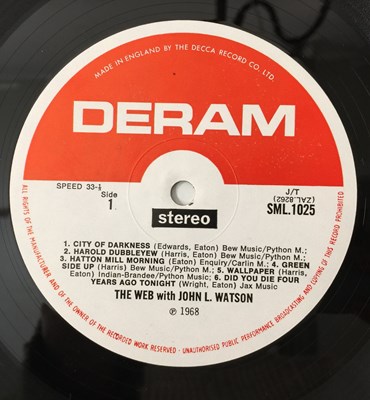 MADE IN ENGLAND BY THE DECCA RECORD CO. LTD.
DERAM
SPEED 33-⅓
Side
1
stereo
J/T
(ZAL.8262)
SML.1025
1. CITY OF DARKNESS (Edwards, Eaton) Bew Music/Python M.;
2. HAROLD DUBBLEYEW (Harris, Eaton) Bew Music/Python M.;
3. HATTON MILL MORNING (Eaton) Enquiry/Carlin M.; 4. GREEN
SIDE UP (Harris) Bew Music/Python M.; 5. WALLPAPER (Harris,
Eaton) Indian-Brandee/Python Music; 6. DID YOU DIE FOUR
YEARS AGO TONIGHT (Eaton, Wright) Jax Music
THE WEB with JOHN L. WATSON
℗ 1968
ALL RIGHTS OF THE MANUFACTURER AND OF THE OWNER OF THE RECORDED WORK RESERVED · UNAUTHORISED PUBLIC PERFORMANCE BROADCASTING AND COPYING OF THIS RECORD PROHIBITED